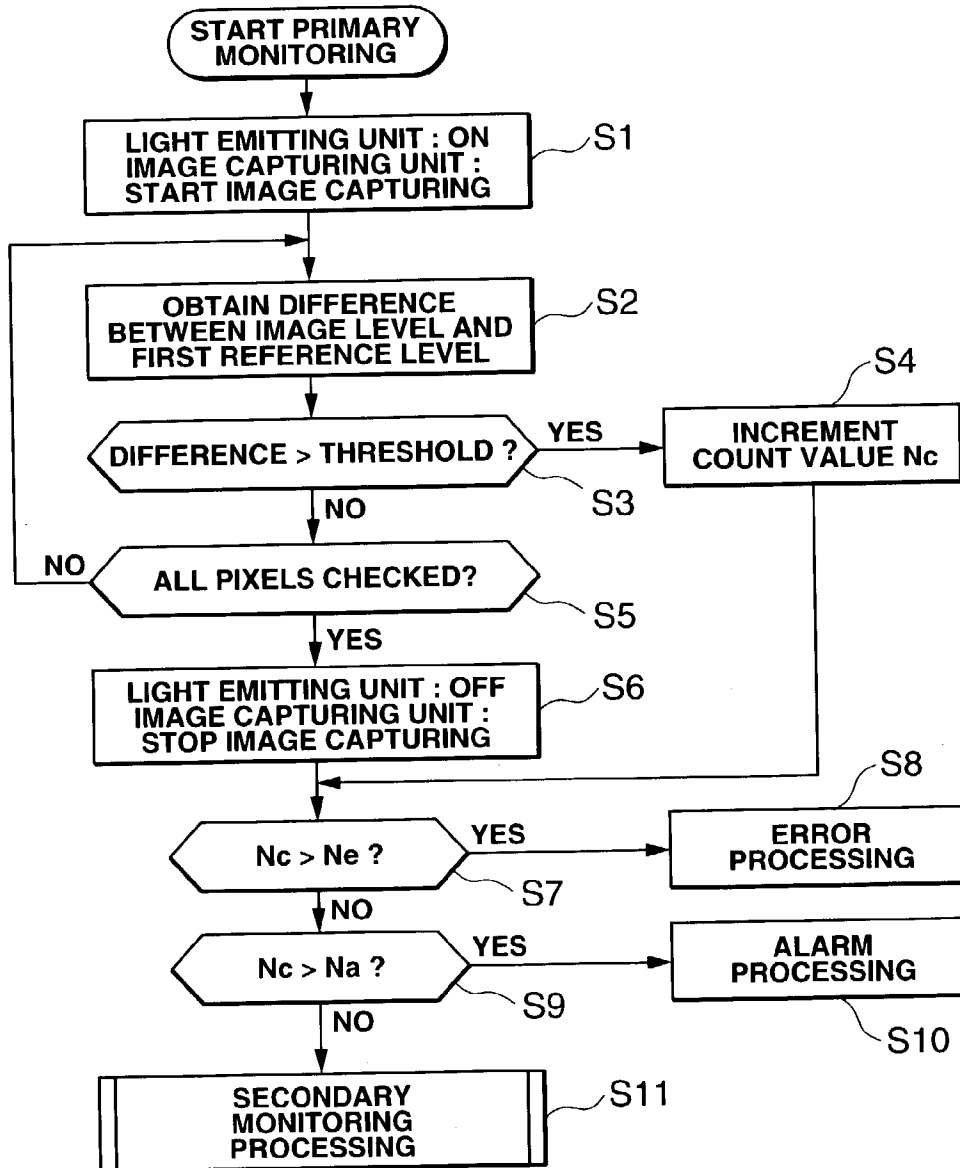 START PRIMARY
MONITORING
LIGHT EMITTING UNIT : ON
IMAGE CAPTURING UNIT :
START IMAGE CAPTURING
S1
OBTAIN DIFFERENCE
BETWEEN IMAGE LEVEL AND
FIRST REFERENCE LEVEL
S2
DIFFERENCE > THRESHOLD ?
YES
S3
NO
S4
INCREMENT
COUNT VALUE Nc
NO
ALL PIXELS CHECKED?
S5
YES
LIGHT EMITTING UNIT : OFF
IMAGE CAPTURING UNIT :
STOP IMAGE CAPTURING
S6
Nc > Ne ?
YES
S7
NO
S8
ERROR
PROCESSING
Nc > Na ?
YES
S9
NO
ALARM
PROCESSING
S10
SECONDARY
MONITORING
PROCESSING
S11